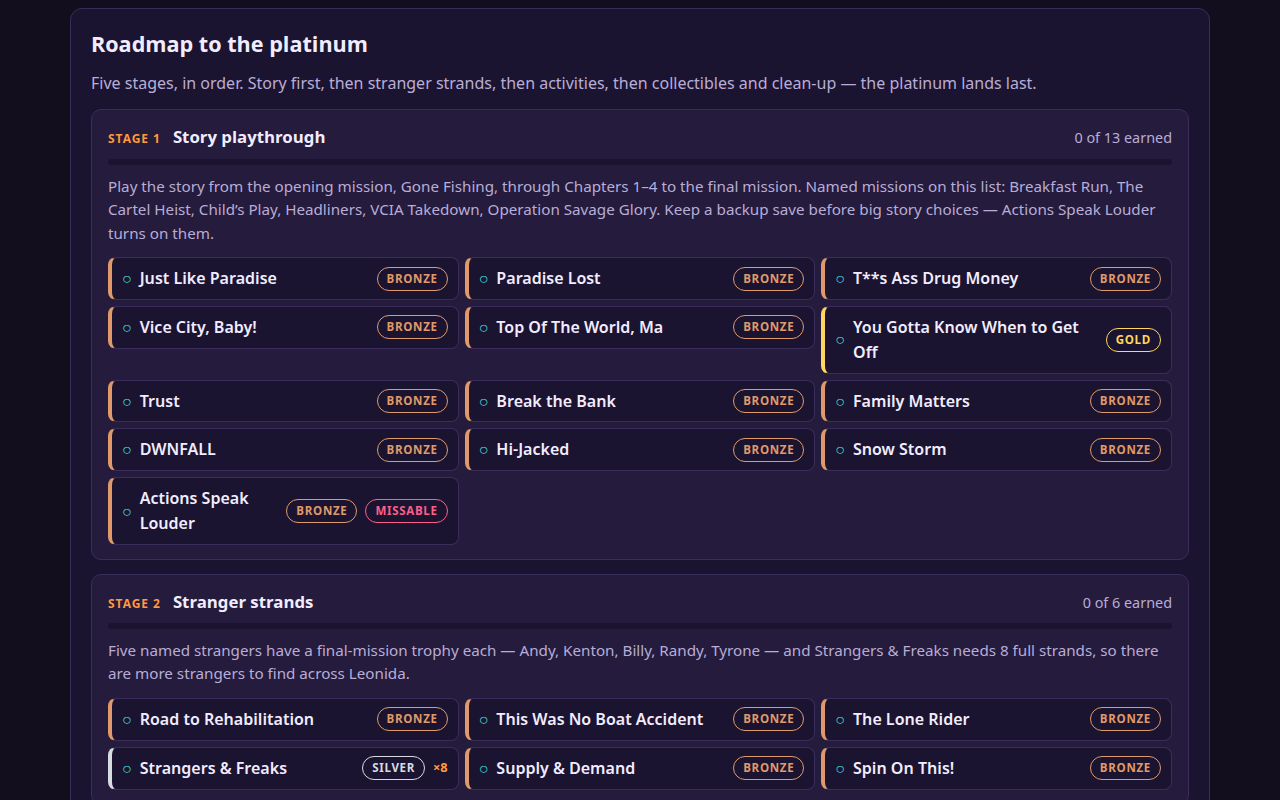 Roadmap to the platinum
Five stages, in order. Story first, then stranger strands, then activities, then collectibles and clean-up — the platinum lands last.
STAGE 1 Story playthrough 0 of 13 earned
Play the story from the opening mission, Gone Fishing, through Chapters 1–4 to the final mission. Named missions on this list: Breakfast Run, The
Cartel Heist, Child’s Play, Headliners, VCIA Takedown, Operation Savage Glory. Keep a backup save before big story choices — Actions Speak Louder
turns on them.
○ Just Like Paradise BRONZE ○ Paradise Lost BRONZE ○ T**s Ass Drug Money BRONZE
○ Vice City, Baby! BRONZE ○ Top Of The World, Ma BRONZE ○ You Gotta Know When to Get
Off GOLD
○ Trust BRONZE ○ Break the Bank BRONZE ○ Family Matters BRONZE
○ DWNFALL BRONZE ○ Hi-Jacked BRONZE ○ Snow Storm BRONZE
○ Actions Speak
Louder BRONZE MISSABLE
STAGE 2 Stranger strands 0 of 6 earned
Five named strangers have a final-mission trophy each — Andy, Kenton, Billy, Randy, Tyrone — and Strangers & Freaks needs 8 full strands, so there
are more strangers to find across Leonida.
○ Road to Rehabilitation BRONZE ○ This Was No Boat Accident BRONZE ○ The Lone Rider BRONZE
○ Strangers & Freaks SILVER ×8 ○ Supply & Demand BRONZE ○ Spin On This! BRONZE